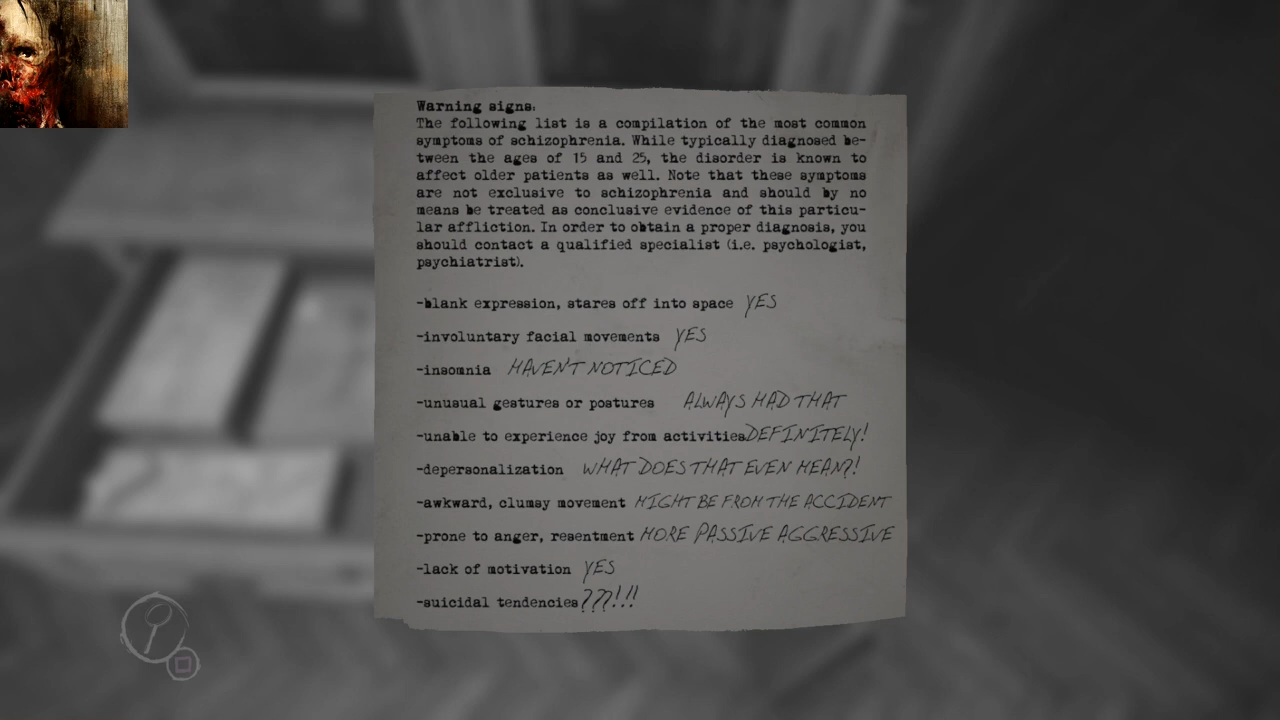 Warning signs:
The following list is a compilation of the most common
symptoms of schizophrenia. While typically diagnosed be-
tween the ages of 15 and 25, the disorder is known to
affect older patients as well. Note that these symptoms
are not exclusive to schizophrenia and should by no
means be treated as conclusive evidence of this particu-
lar affliction. In order to obtain a proper diagnosis, you
should contact a qualified specialist (i.e. psychologist,
psychiatrist).
-blank expression, stares off into space YES
-involuntary facial movements YES
-insomnia HAVEN'T NOTICED
-unusual gestures or postures ALWAYS HAD THAT
-unable to experience joy from activities DEFINITELY!
-depersonalization WHAT DOES THAT EVEN MEAN?!
-awkward, clumsy movement MIGHT BE FROM THE ACCIDENT
-prone to anger, resentment MORE PASSIVE AGGRESSIVE
-lack of motivation YES
-suicidal tendencies ???!!!